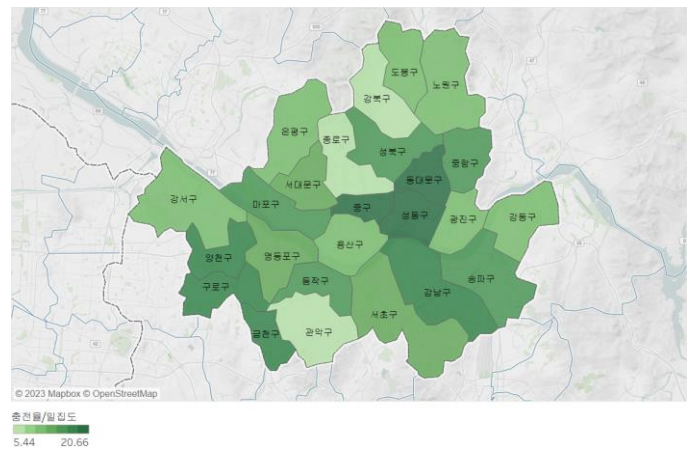 도봉구
노원구
강북구
은평구
종로구
성북구
중랑구
동대문구
서대문구
강서구
마포구
중구
성동구
광진구
강동구
용산구
양천구
영등포구
송파구
구로구
동작구
강남구
서초구
금천구
관악구
© 2023 Mapbox © OpenStreetMap
충전율/밀집도
5.44 20.66